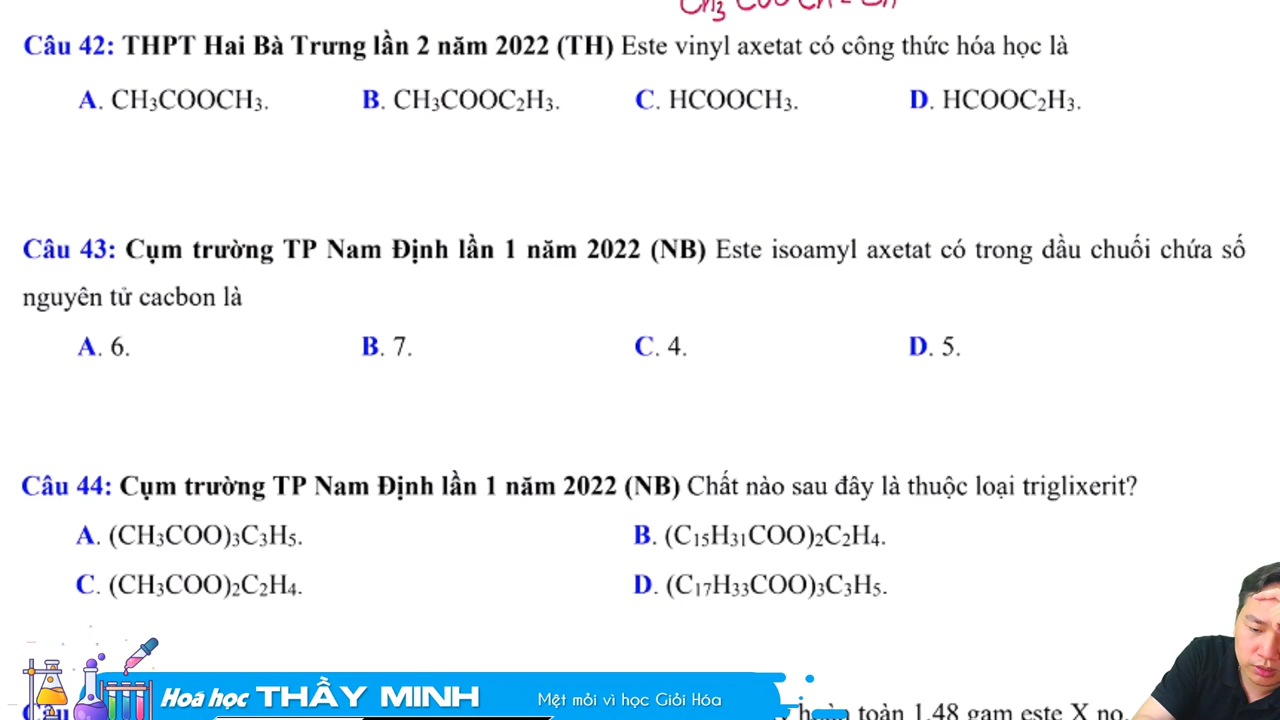 CH₃COOCH=CH
Câu 42: THPT Hai Bà Trưng lần 2 năm 2022 (TH) Este vinyl axetat có công thức hóa học là
A. CH₃COOCH₃. B. CH₃COOC₂H₃. C. HCOOCH₃. D. HCOOC₂H₃.
Câu 43: Cụm trường TP Nam Định lần 1 năm 2022 (NB) Este isoamyl axetat có trong dầu chuối chứa số
nguyên tử cacbon là
A. 6. B. 7. C. 4. D. 5.
Câu 44: Cụm trường TP Nam Định lần 1 năm 2022 (NB) Chất nào sau đây là thuộc loại triglixerit?
A. (CH₃COO)₃C₃H₅. B. (C₁₅H₃₁COO)₂C₂H₄.
C. (CH₃COO)₂C₂H₄. D. (C₁₇H₃₃COO)₃C₃H₅.
Hoá học THẦY MINH Mệt mỏi vì học Giỏi Hóa
Câu toàn 1,48 gam este X no,